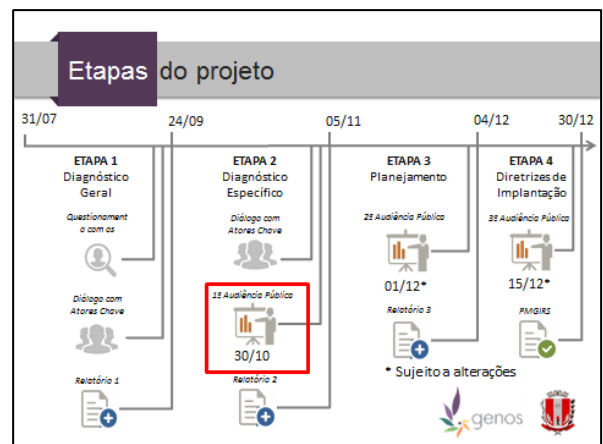 Etapas do projeto
31/07
24/09
05/11
04/12
30/12
ETAPA 1
Diagnóstico
Geral
Questionament
o com os
Diálogo com
Atores Chave
Relatório 1
ETAPA 2
Diagnóstico
Específico
Diálogo com
Atores Chave
1ª Audiência Pública
30/10
Relatório 2
ETAPA 3
Planejamento
2ª Audiência Pública
01/12*
Relatório 3
ETAPA 4
Diretrizes de
Implantação
3ª Audiência Pública
15/12*
PMGIRS
* Sujeito a alterações
genos